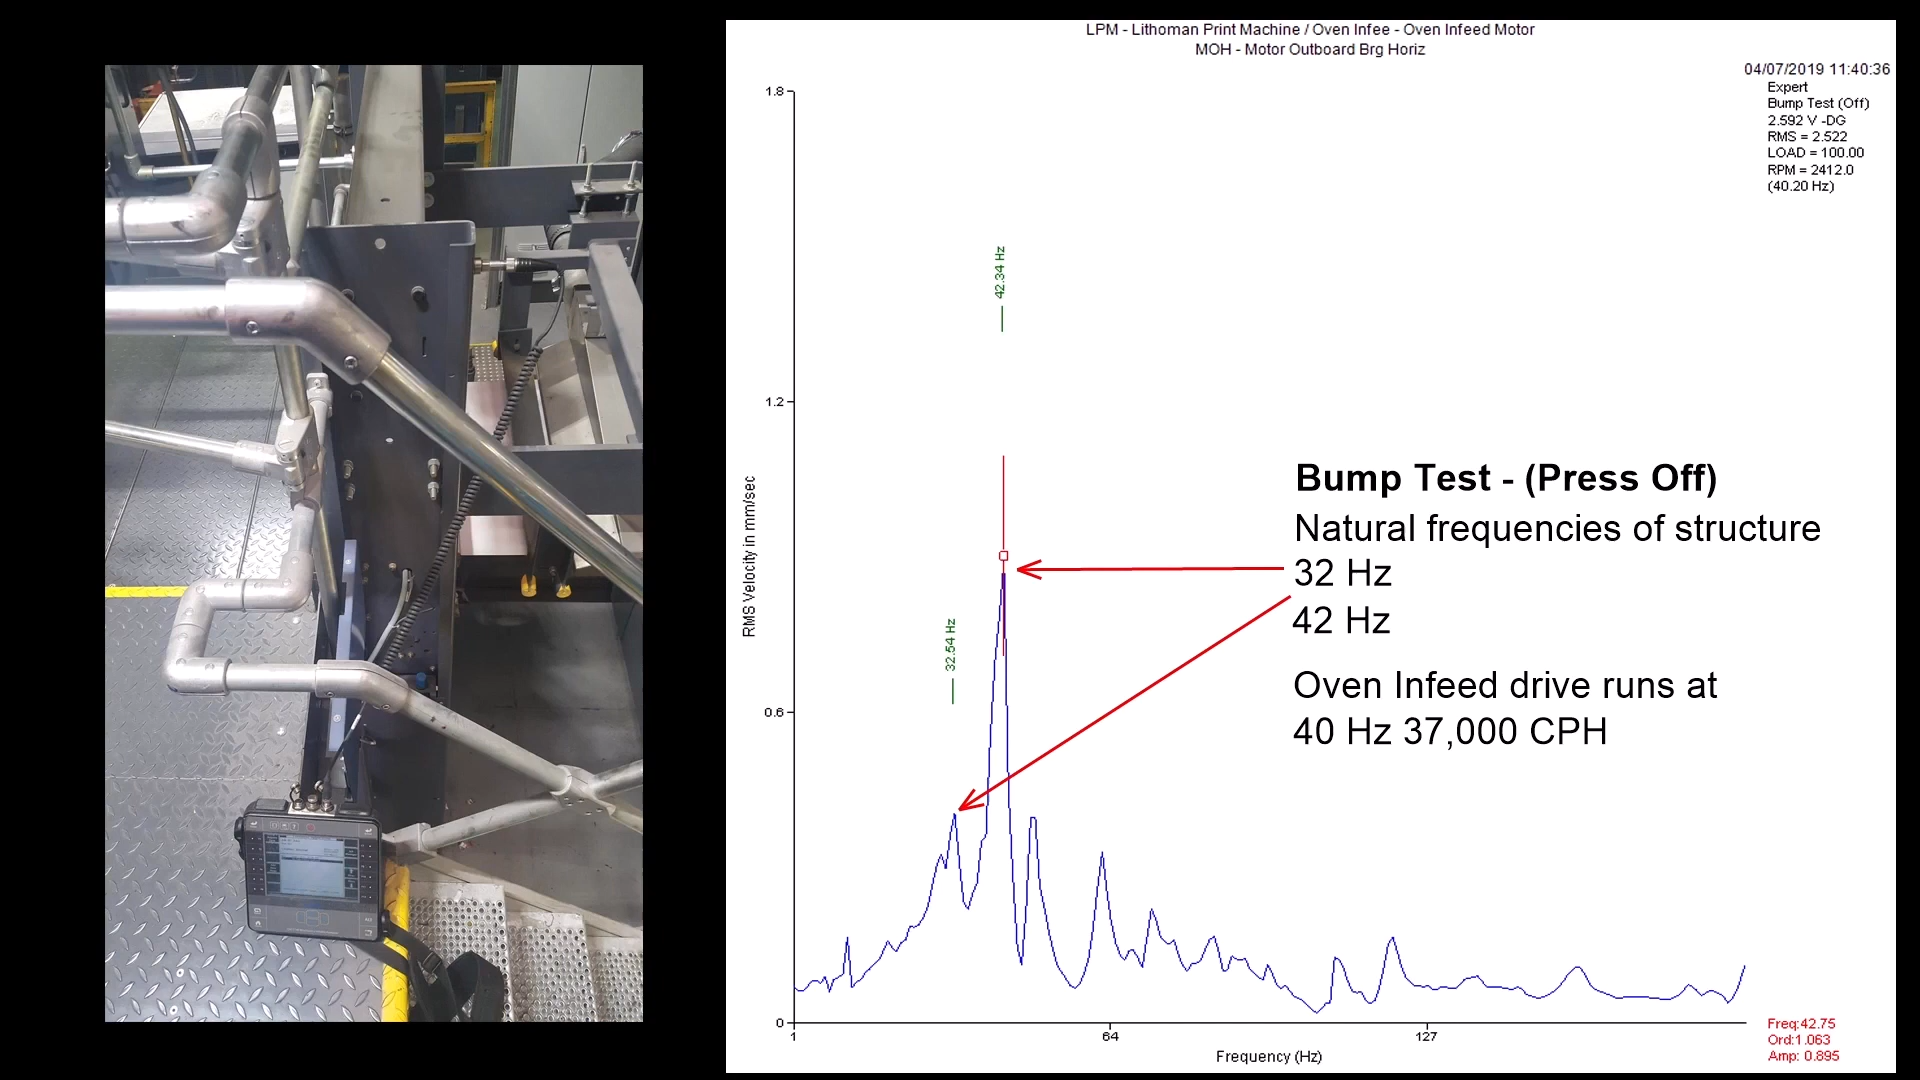 LPM - Lithoman Print Machine / Oven Infee - Oven Infeed Motor
MOH - Motor Outboard Brg Horiz
04/07/2019 11:40:36
Expert
Bump Test (Off)
2.592 V -DG
RMS = 2.522
LOAD = 100.00
RPM = 2412.0
(40.20 Hz)
1.8
1.2
0.6
0
RMS Velocity in mm/sec
42.34 Hz
32.54 Hz
Bump Test - (Press Off)
Natural frequencies of structure
32 Hz
42 Hz
Oven Infeed drive runs at
40 Hz 37,000 CPH
1
64
127
Frequency (Hz)
Freq:42.75
Ord:1.063
Amp: 0.895